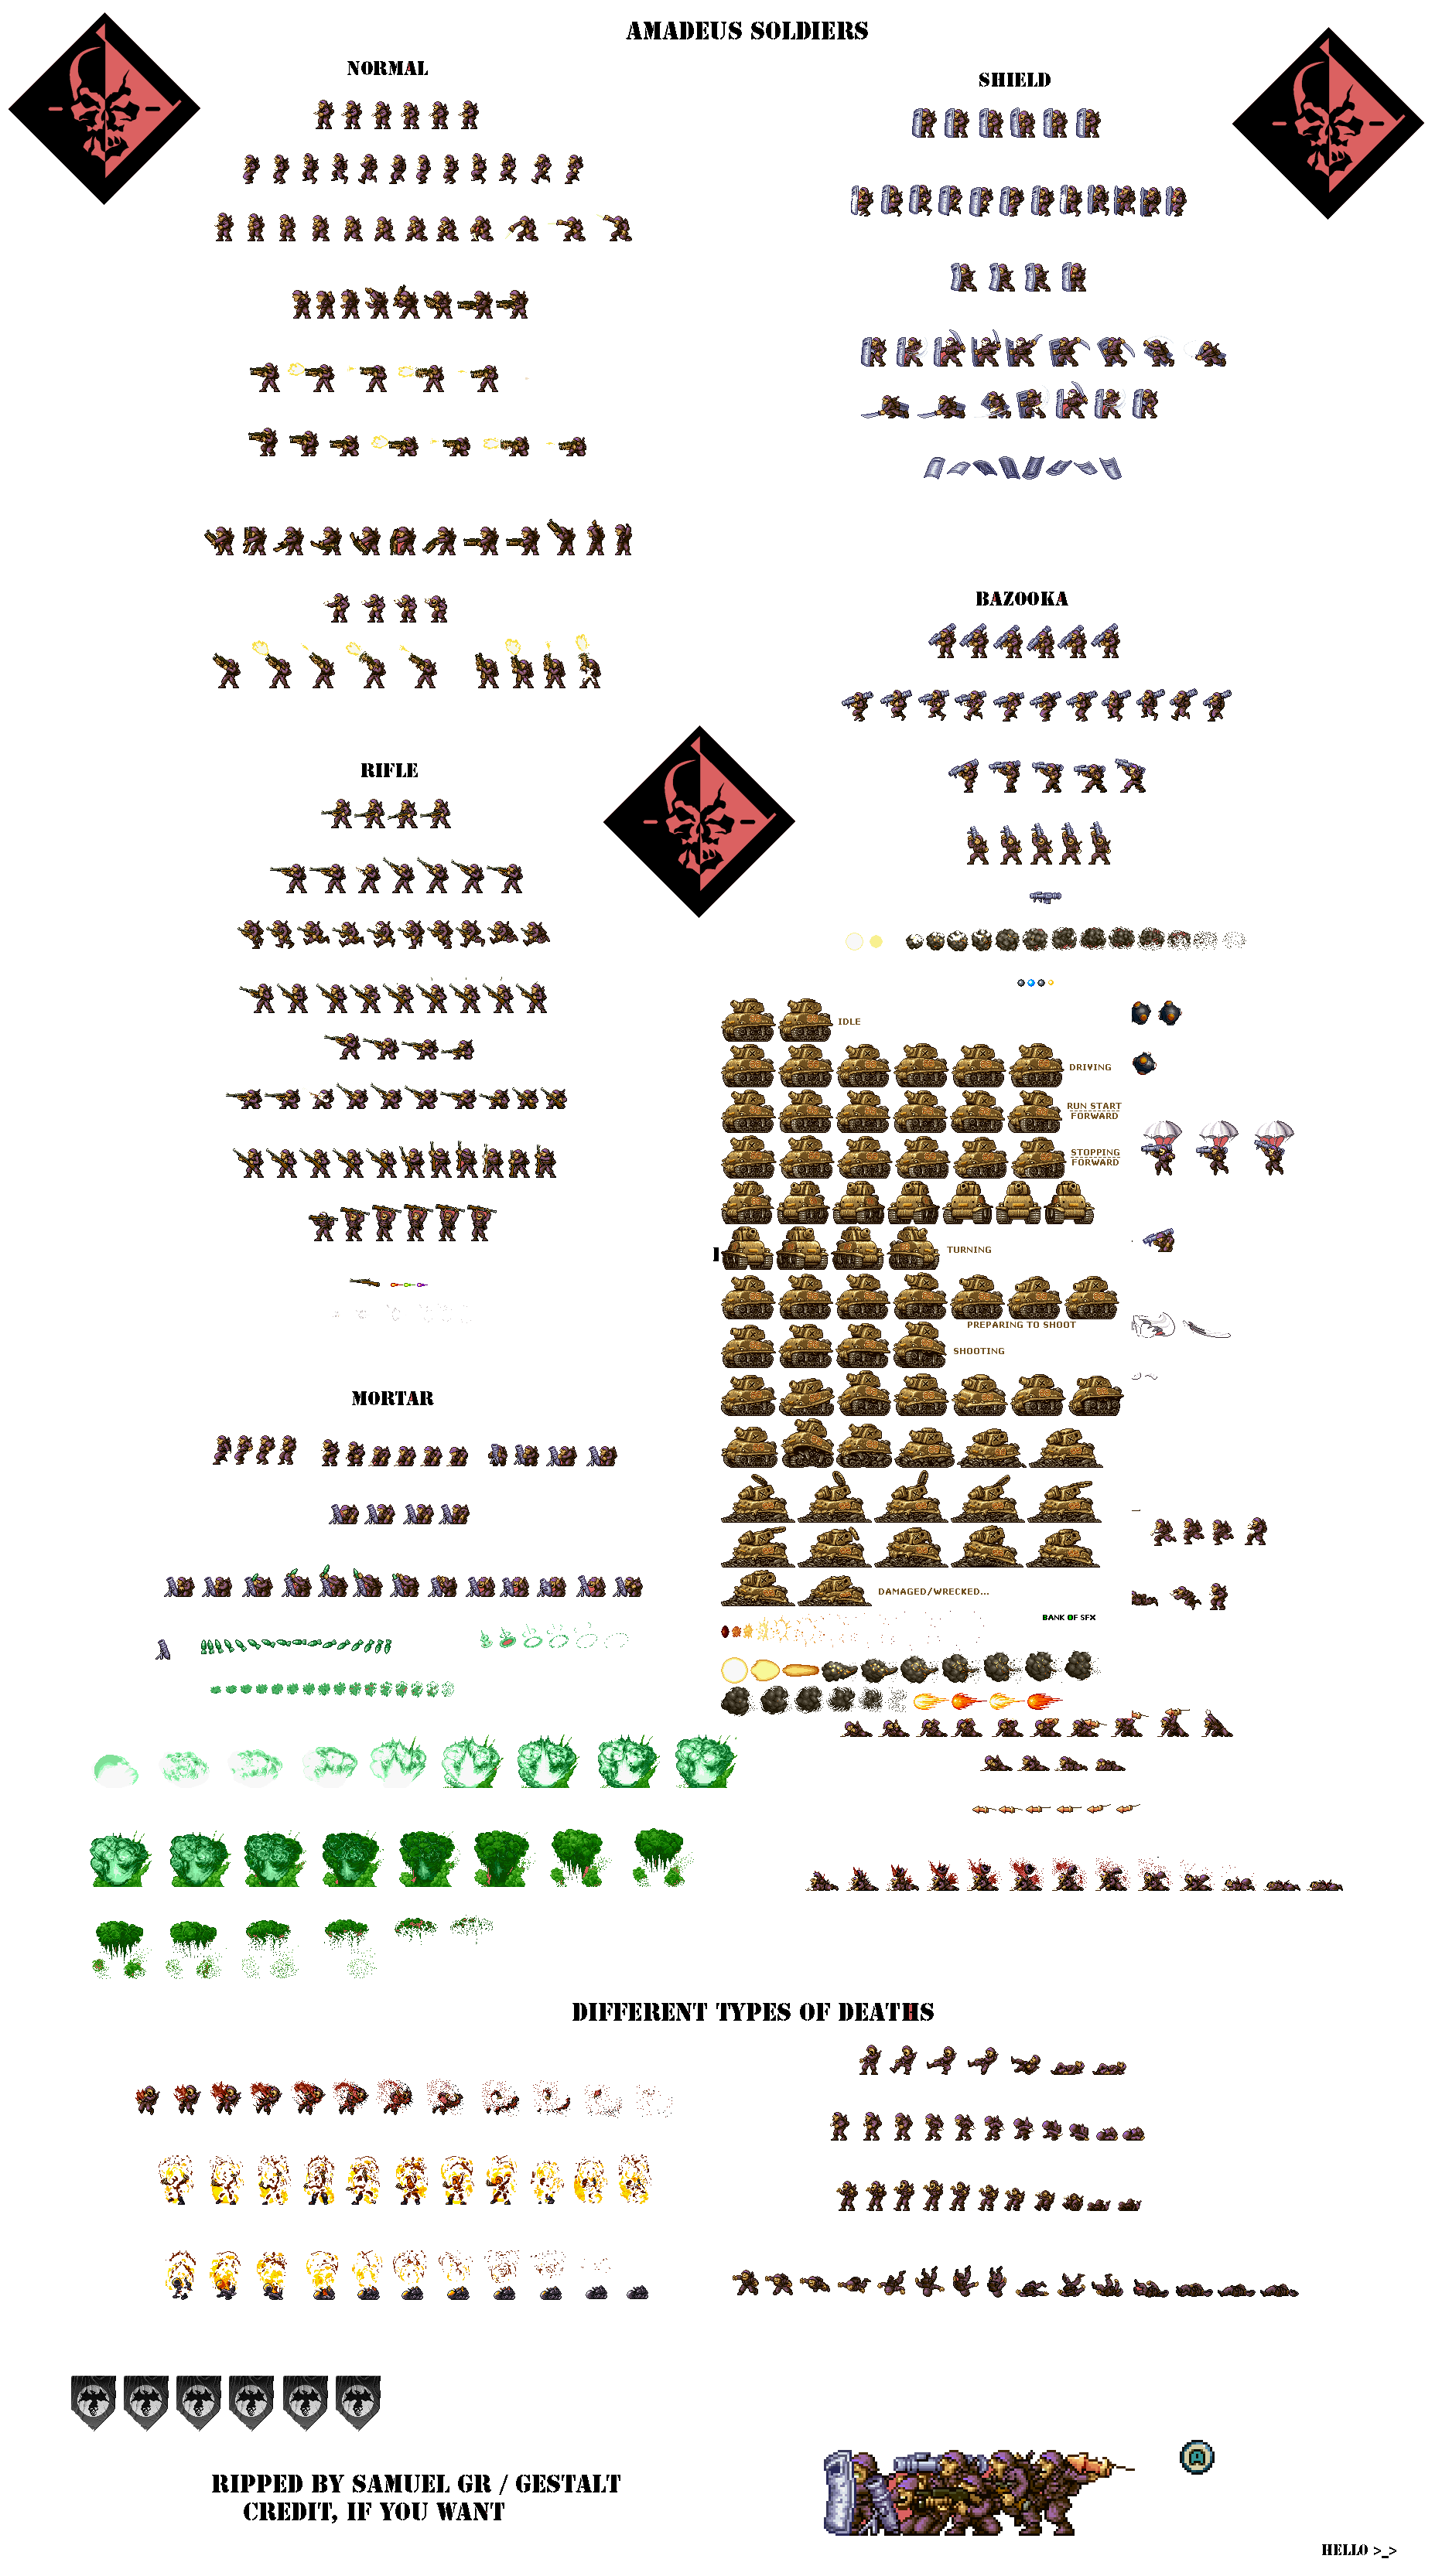 AMADEUS SOLDIERS
NORMAL
SHIELD
BAZOOKA
RIFLE
IDLE
DRIVING
RUN START
FORWARD
STOPPING
FORWARD
TURNING
PREPARING TO SHOOT
SHOOTING
MORTAR
DAMAGED/WRECKED...
BANK OF SFX
DIFFERENT TYPES OF DEATHS
RIPPED BY SAMUEL GR / GESTALT
CREDIT, IF YOU WANT
A
HELLO >_>